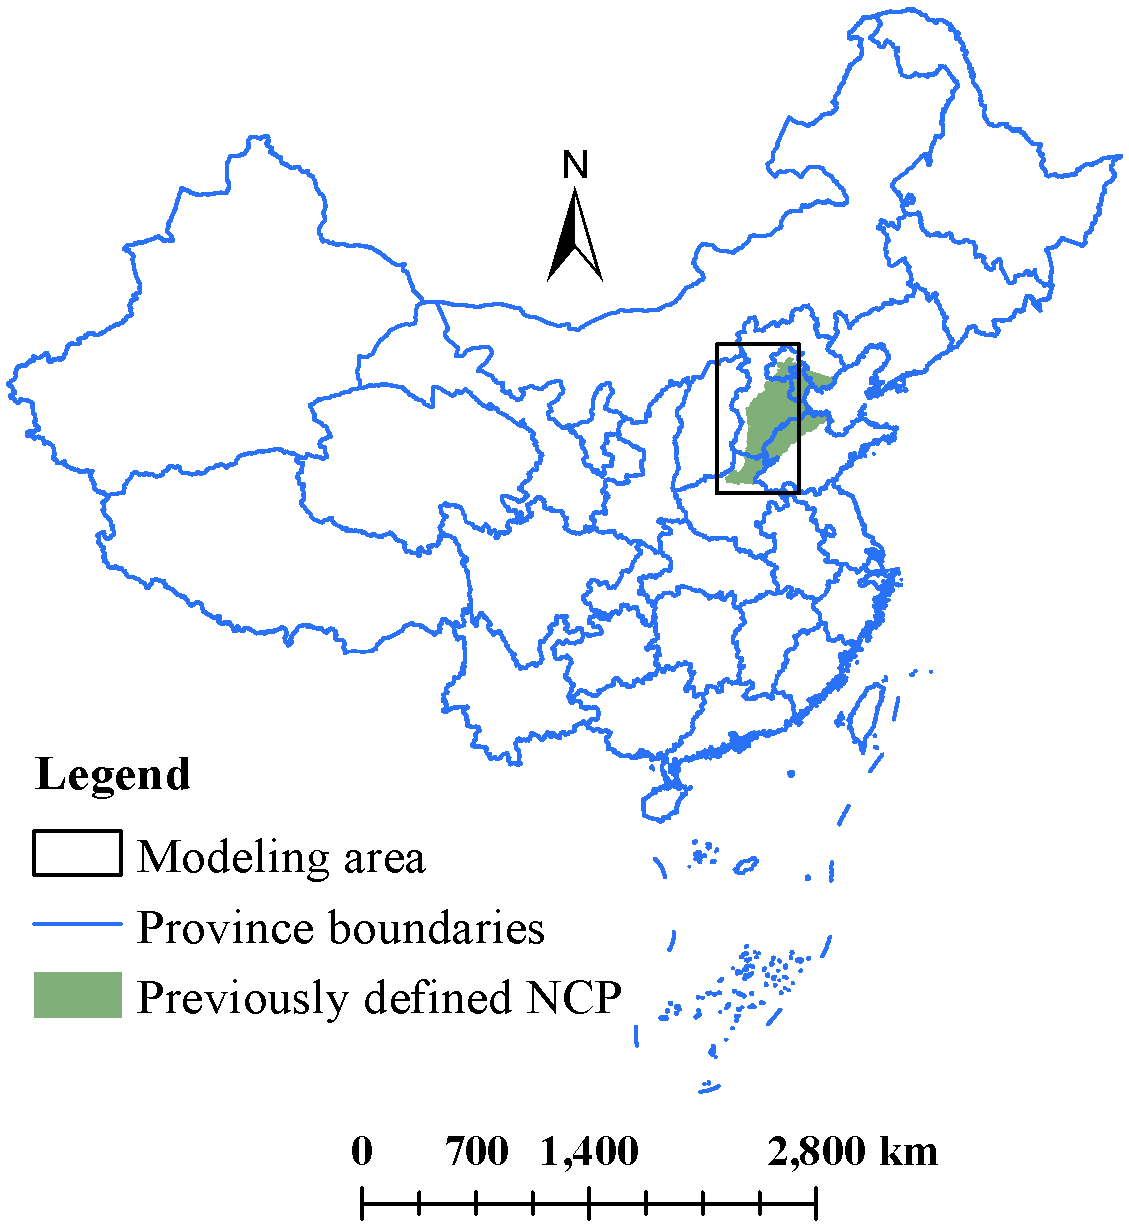 N
Legend
Modeling area
Province boundaries
Previously defined NCP
0 700 1,400 2,800 km